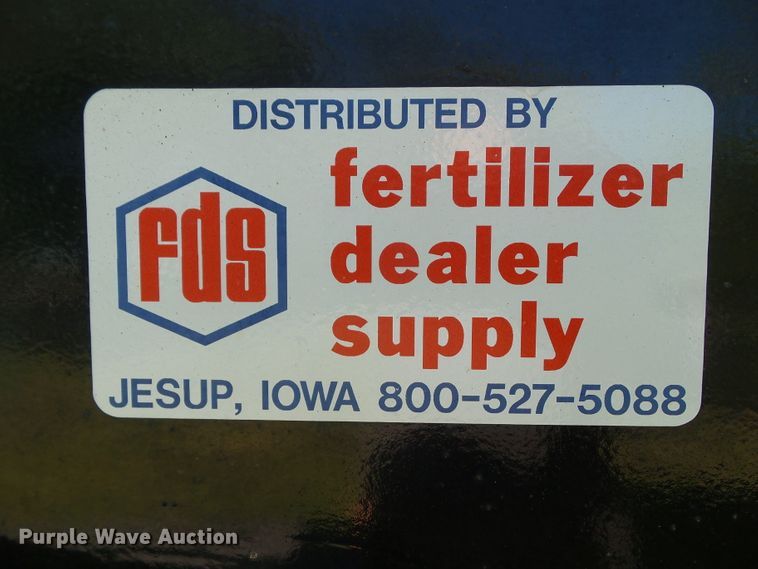 DISTRIBUTED BY
fds
fertilizer
dealer
supply
JESUP, IOWA 800-527-5088
Purple Wave Auction